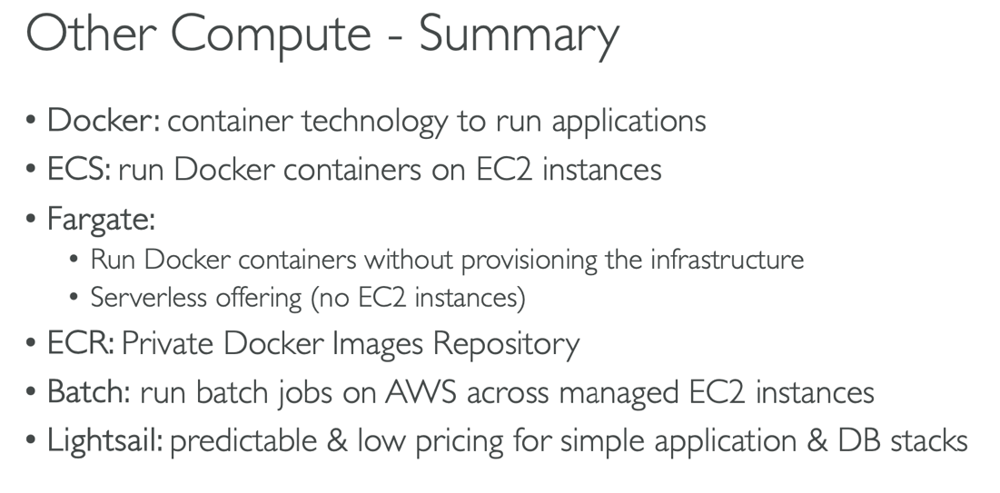 Other Compute - Summary
• Docker: container technology to run applications
• ECS: run Docker containers on EC2 instances
• Fargate:
• Run Docker containers without provisioning the infrastructure
• Serverless offering (no EC2 instances)
• ECR: Private Docker Images Repository
• Batch: run batch jobs on AWS across managed EC2 instances
• Lightsail: predictable & low pricing for simple application & DB stacks